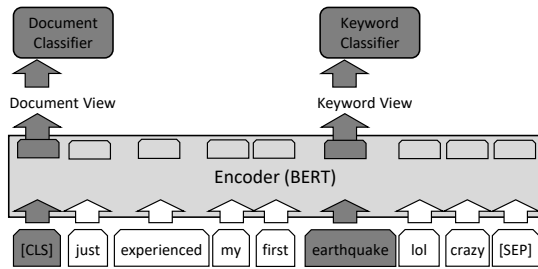 Document
Classifier
Keyword
Classifier
Document View
Keyword View
Encoder (BERT)
[CLS] just experienced my first earthquake lol crazy [SEP]